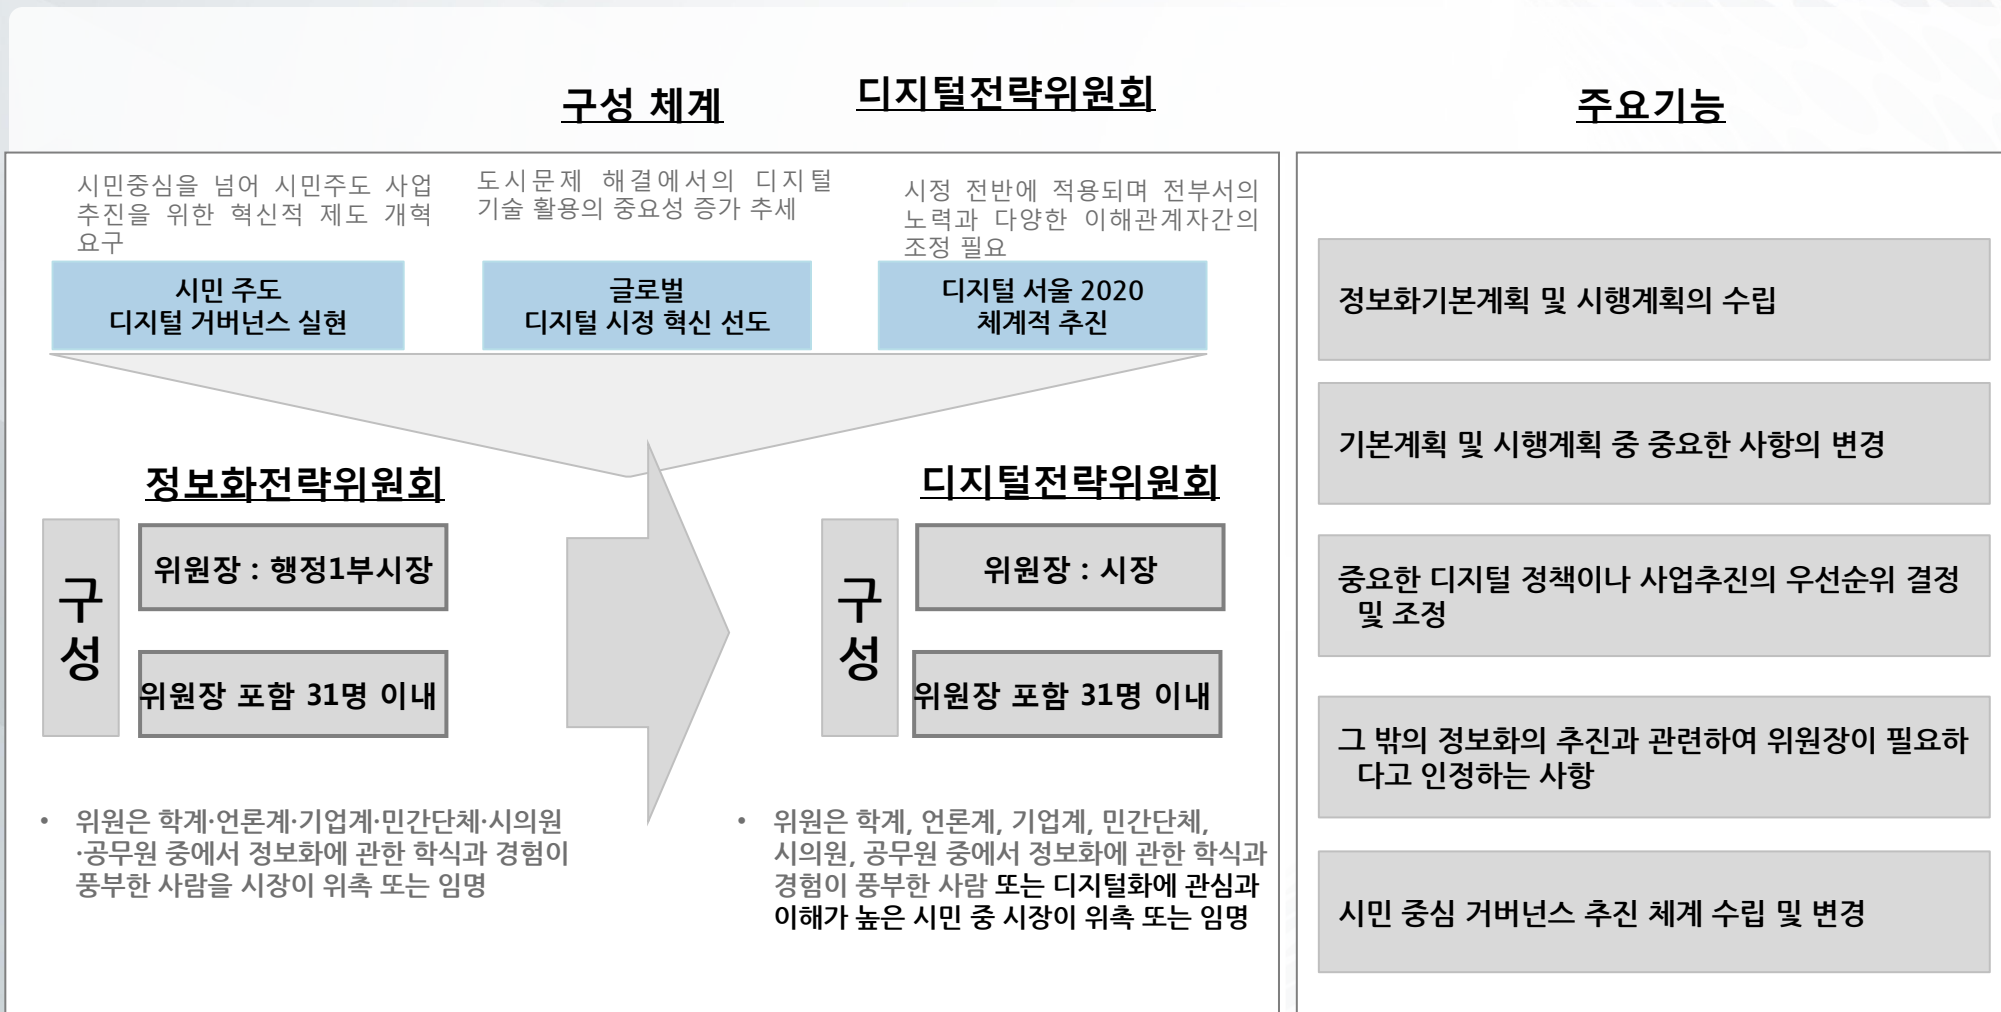 구성 체계
디지털전략위원회
주요기능
시민중심을 넘어 시민주도 사업
추진을 위한 혁신적 제도 개혁
요구
도시문제 해결에서의 디지털
기술 활용의 중요성 증가 추세
시정 전반에 적용되며 전부서의
노력과 다양한 이해관계자간의
조정 필요
시민 주도
디지털 거버넌스 실현
글로벌
디지털 시정 혁신 선도
디지털 서울 2020
체계적 추진
정보화전략위원회
구
성
위원장 : 행정1부시장
위원장 포함 31명 이내
• 위원은 학계·언론계·기업계·민간단체·시의원
·공무원 중에서 정보화에 관한 학식과 경험이
풍부한 사람을 시장이 위촉 또는 임명
디지털전략위원회
구
성
위원장 : 시장
위원장 포함 31명 이내
• 위원은 학계, 언론계, 기업계, 민간단체,
시의원, 공무원 중에서 정보화에 관한 학식과
경험이 풍부한 사람 또는 디지털화에 관심과
이해가 높은 시민 중 시장이 위촉 또는 임명
정보화기본계획 및 시행계획의 수립
기본계획 및 시행계획 중 중요한 사항의 변경
중요한 디지털 정책이나 사업추진의 우선순위 결정
및 조정
그 밖의 정보화의 추진과 관련하여 위원장이 필요하
다고 인정하는 사항
시민 중심 거버넌스 추진 체계 수립 및 변경